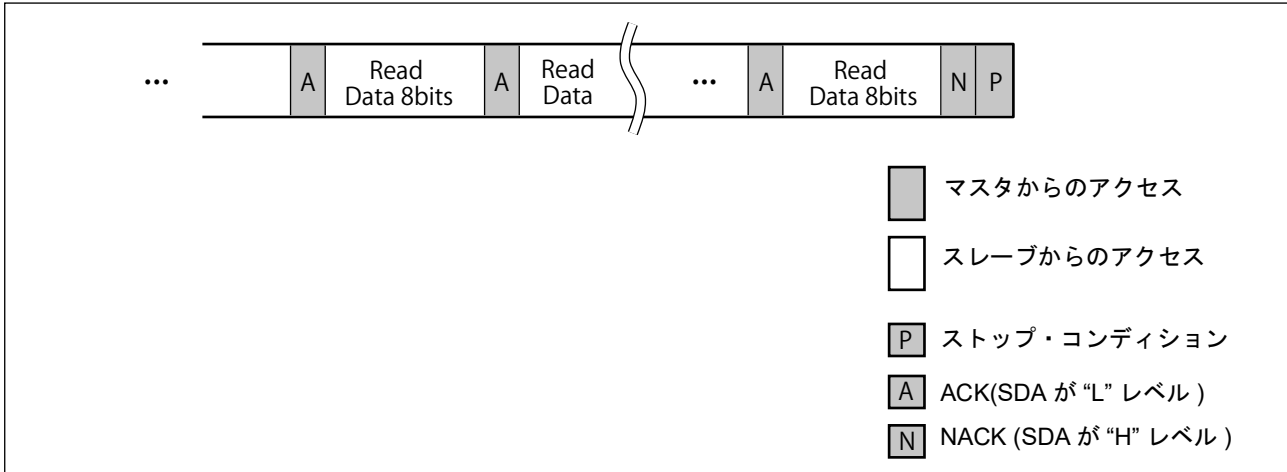 ... A Read Data 8bits A Read Data ... A Read Data 8bits N P
マスタからのアクセス
スレーブからのアクセス
P ストップ・コンディション
A ACK(SDA が “L” レベル )
N NACK (SDA が “H” レベル )